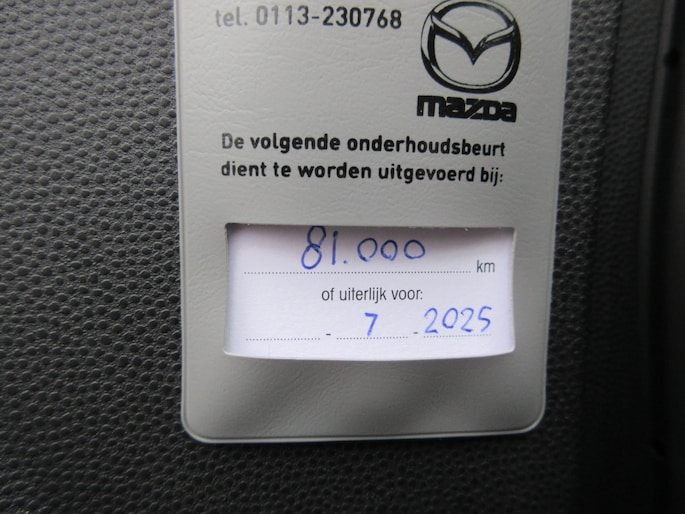 tel. 0113-230768
mazda
De volgende onderhoudsbeurt
dient te worden uitgevoerd bij:
81.000 km
of uiterlijk voor:
- 7 - 2025